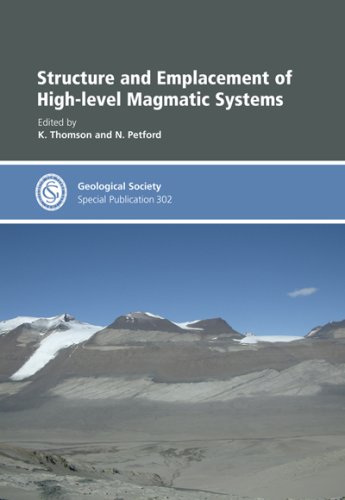 Structure and Emplacement of
High-level Magmatic Systems
Edited by
K. Thomson and N. Petford
Geological Society
Special Publication 302